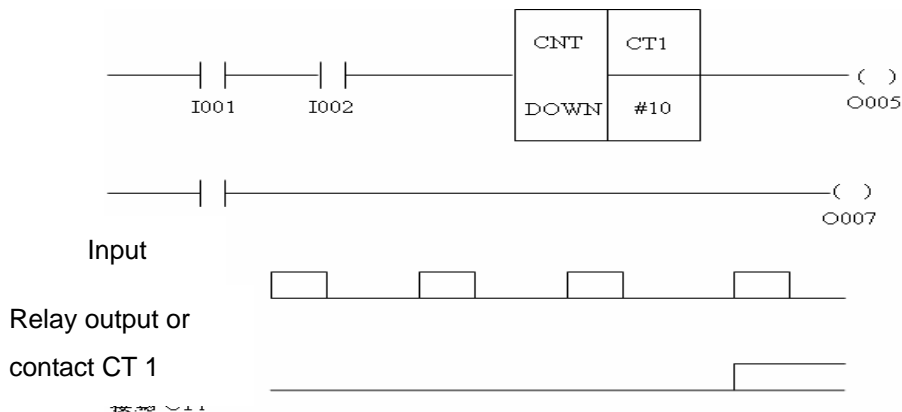 CNT CT1
I001 I002 DOWN #10 O005
O007
Input
Relay output or
contact CT 1